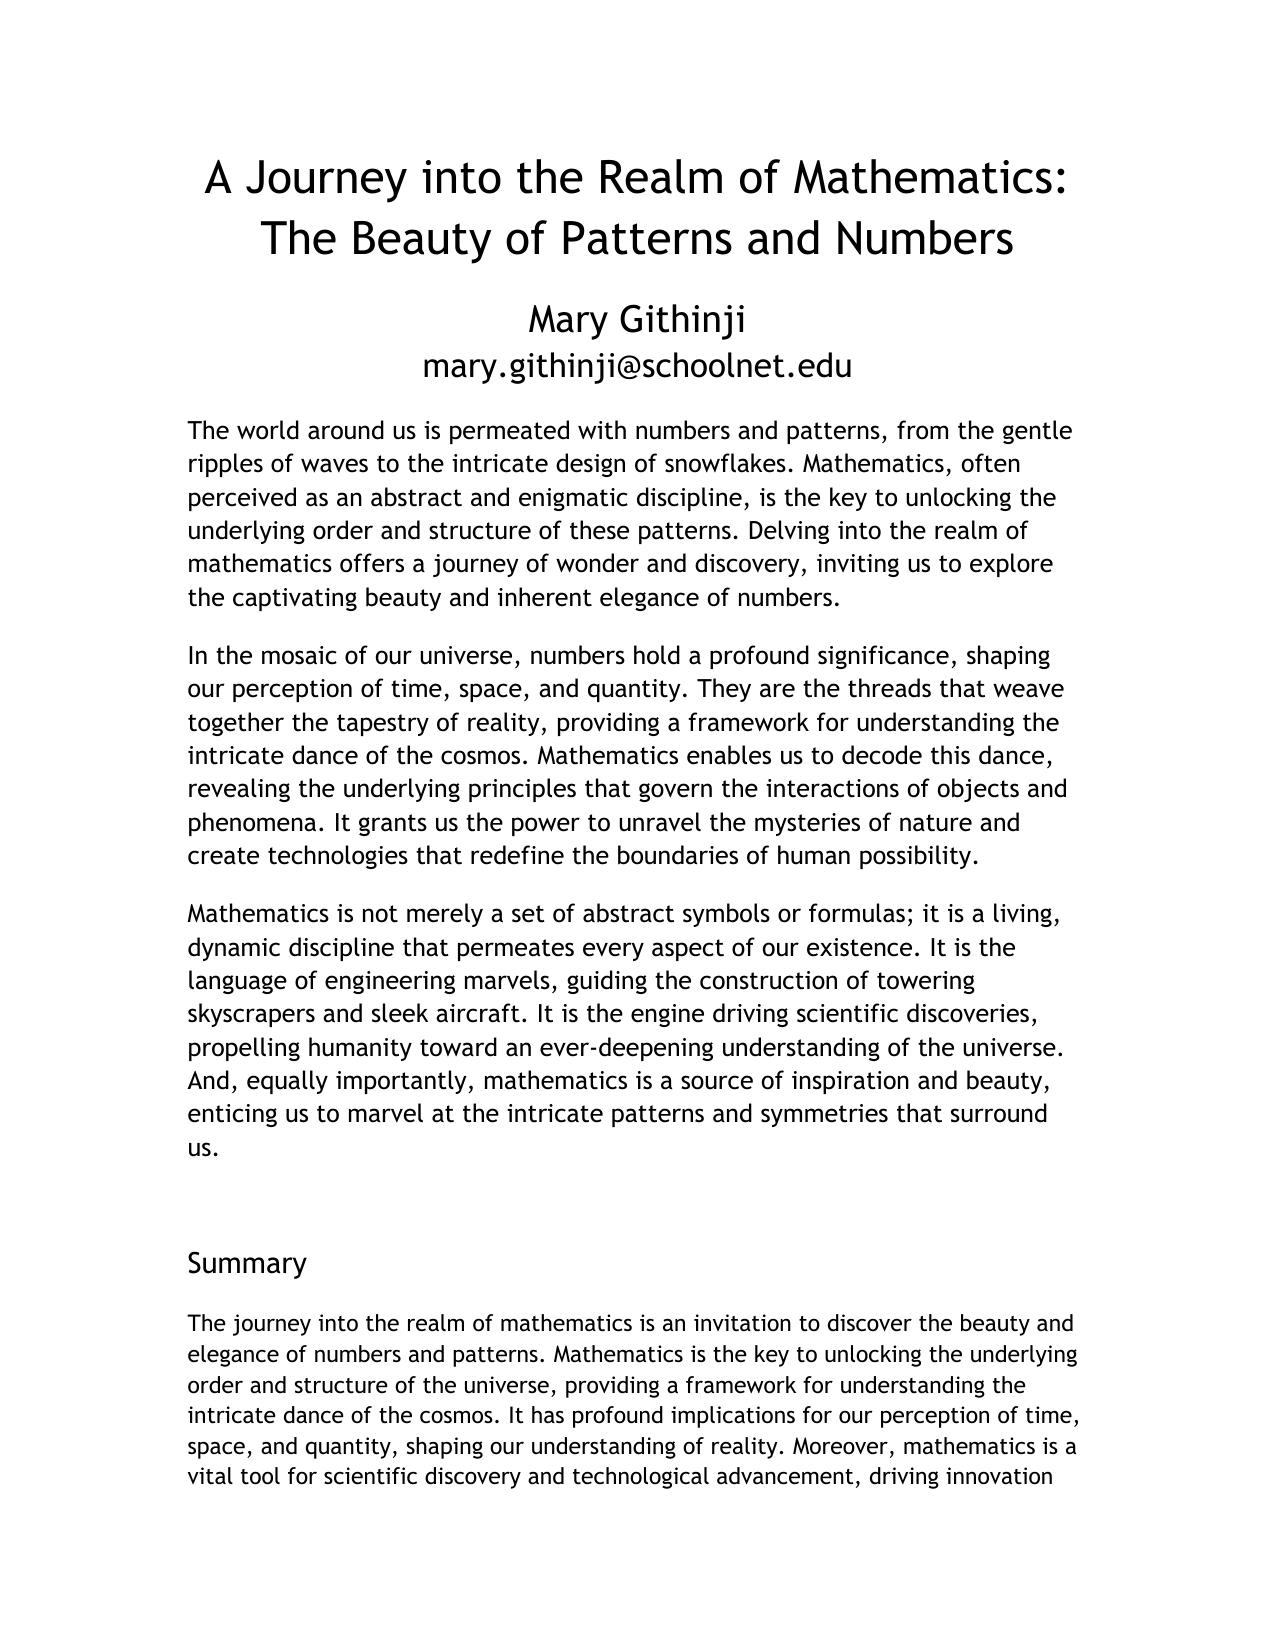 A Journey into the Realm of Mathematics:
The Beauty of Patterns and Numbers
Mary Githinji
mary.githinji@schoolnet.edu
The world around us is permeated with numbers and patterns, from the gentle
ripples of waves to the intricate design of snowflakes. Mathematics, often
perceived as an abstract and enigmatic discipline, is the key to unlocking the
underlying order and structure of these patterns. Delving into the realm of
mathematics offers a journey of wonder and discovery, inviting us to explore
the captivating beauty and inherent elegance of numbers.
In the mosaic of our universe, numbers hold a profound significance, shaping
our perception of time, space, and quantity. They are the threads that weave
together the tapestry of reality, providing a framework for understanding the
intricate dance of the cosmos. Mathematics enables us to decode this dance,
revealing the underlying principles that govern the interactions of objects and
phenomena. It grants us the power to unravel the mysteries of nature and
create technologies that redefine the boundaries of human possibility.
Mathematics is not merely a set of abstract symbols or formulas; it is a living,
dynamic discipline that permeates every aspect of our existence. It is the
language of engineering marvels, guiding the construction of towering
skyscrapers and sleek aircraft. It is the engine driving scientific discoveries,
propelling humanity toward an ever-deepening understanding of the universe.
And, equally importantly, mathematics is a source of inspiration and beauty,
enticing us to marvel at the intricate patterns and symmetries that surround
us.
Summary
The journey into the realm of mathematics is an invitation to discover the beauty and
elegance of numbers and patterns. Mathematics is the key to unlocking the underlying
order and structure of the universe, providing a framework for understanding the
intricate dance of the cosmos. It has profound implications for our perception of time,
space, and quantity, shaping our understanding of reality. Moreover, mathematics is a
vital tool for scientific discovery and technological advancement, driving innovation